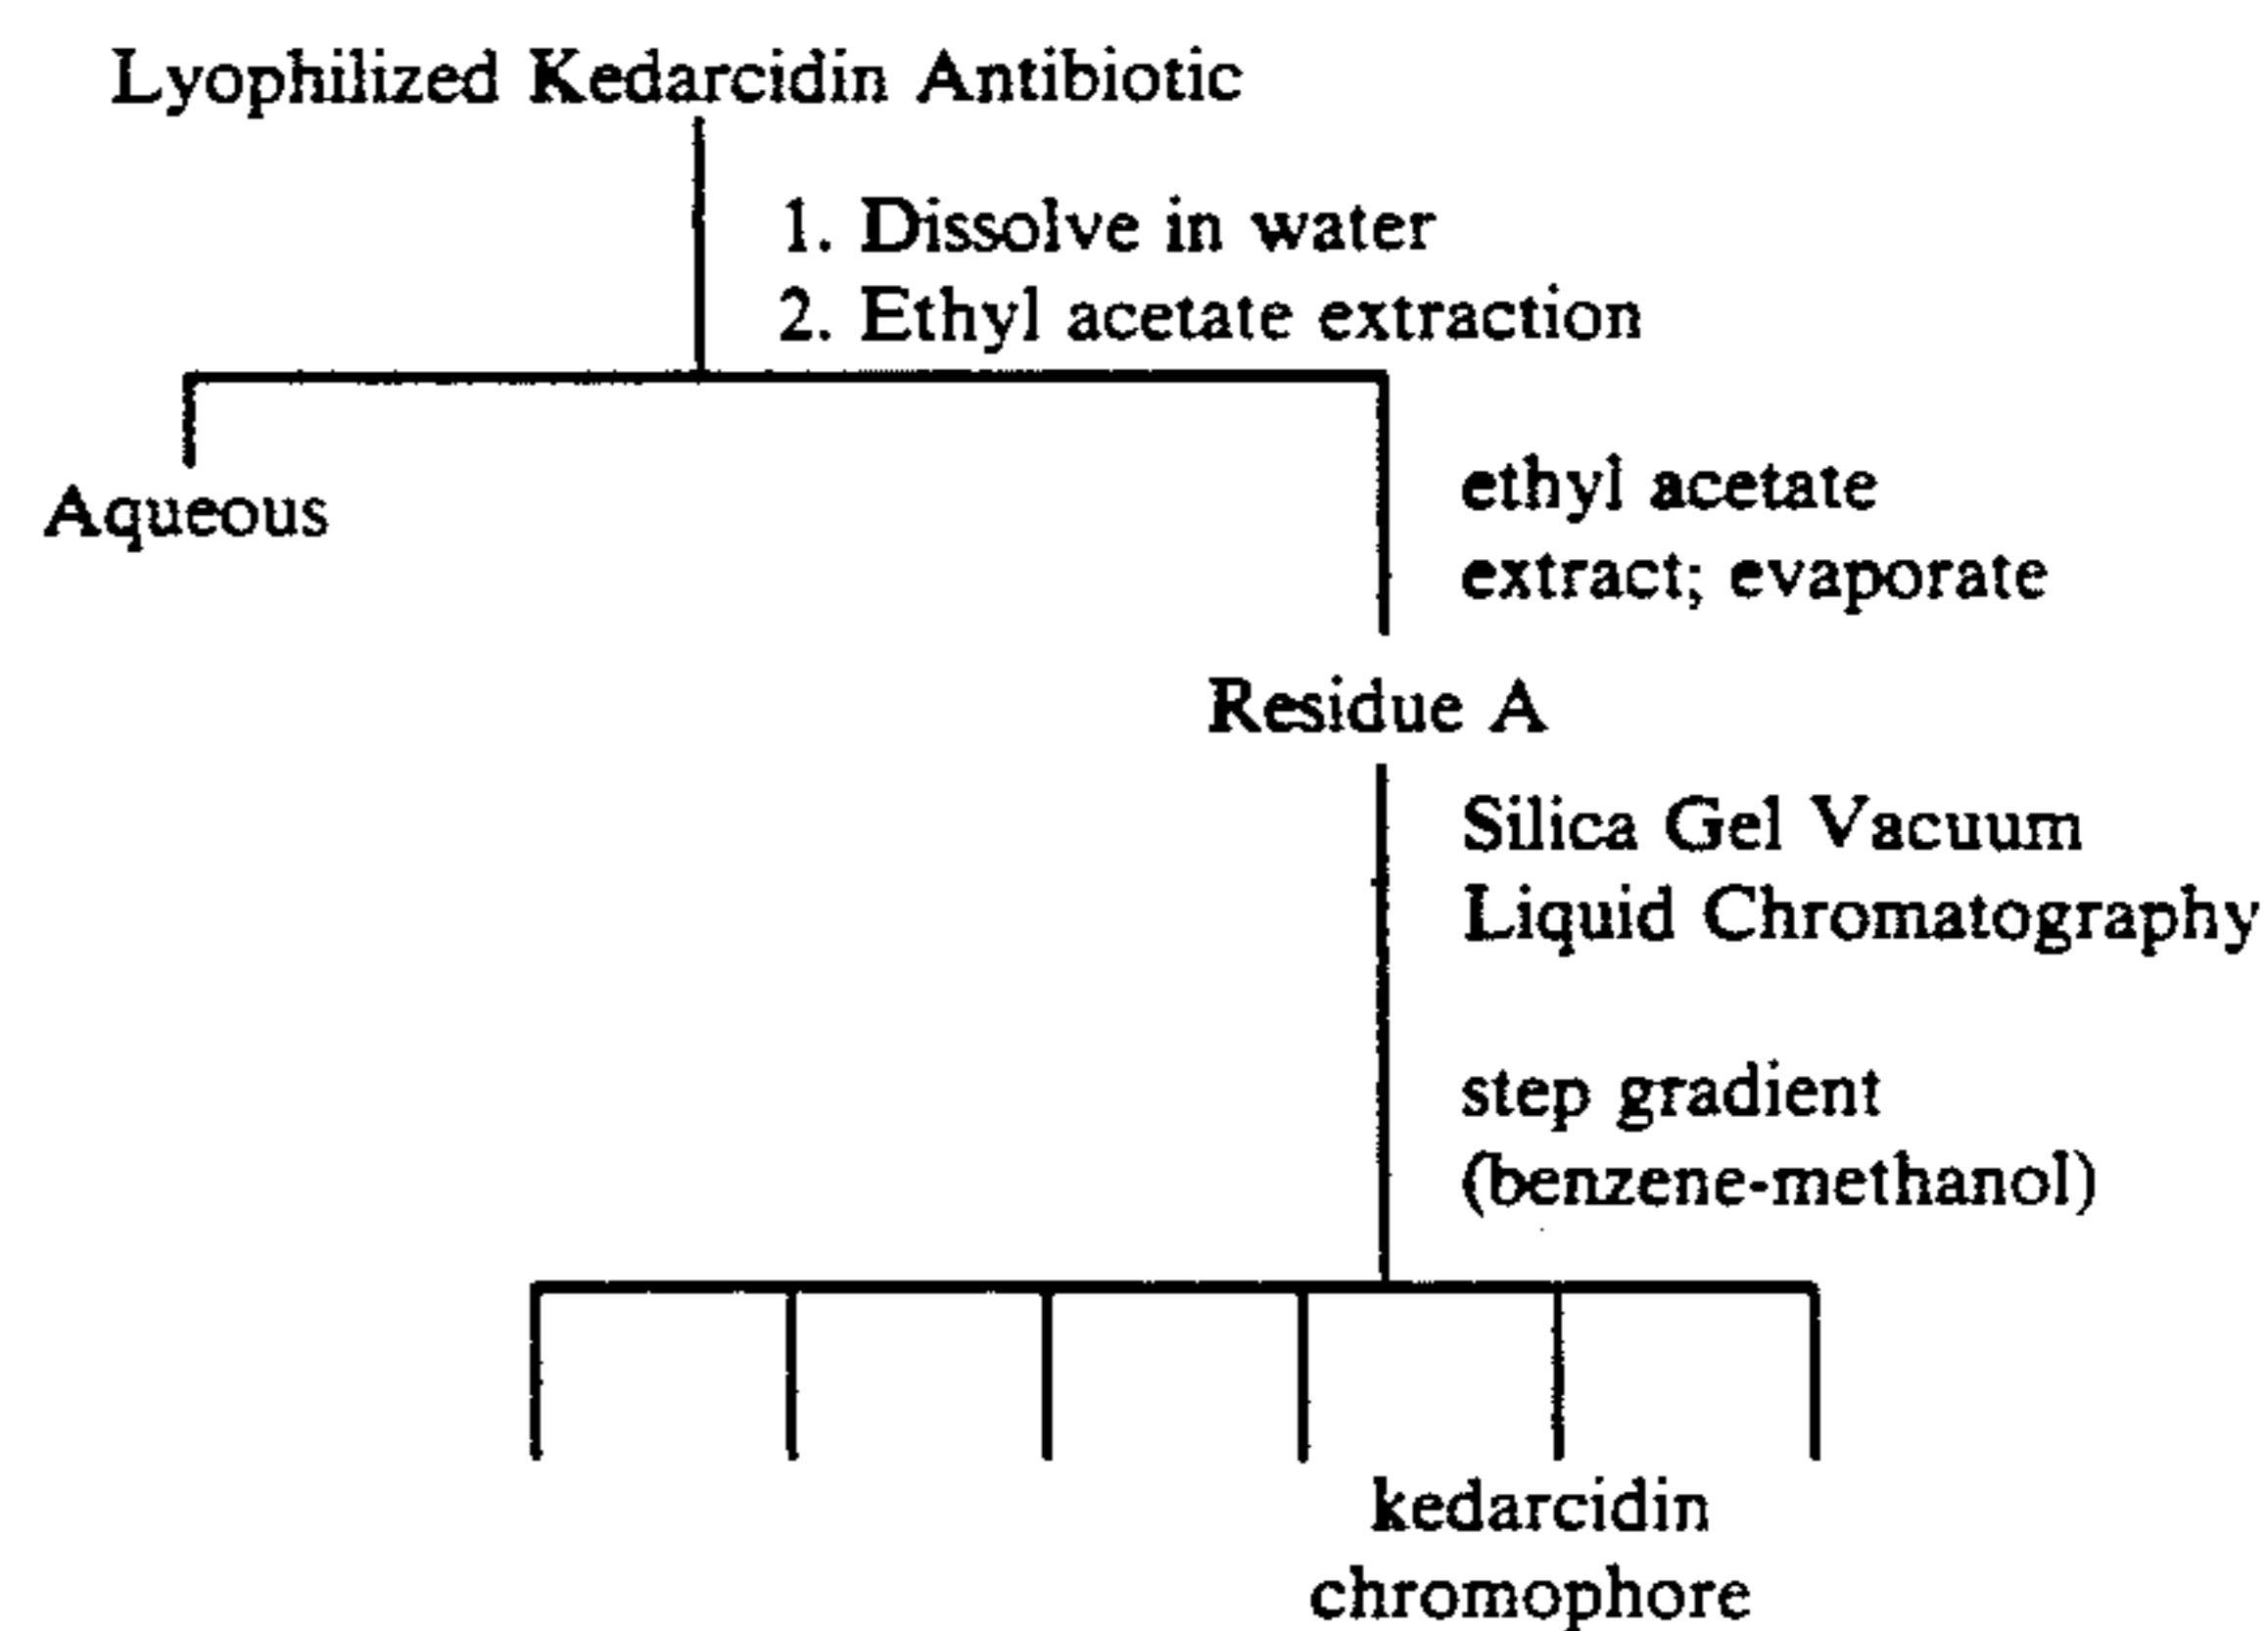 Lyophilized Kedarcidin Antibiotic
1. Dissolve in water
2. Ethyl acetate extraction
Aqueous
ethyl acetate
extract; evaporate
Residue A
Silica Gel Vacuum
Liquid Chromatography
step gradient
(benzene-methanol)
kedarcidin
chromophore